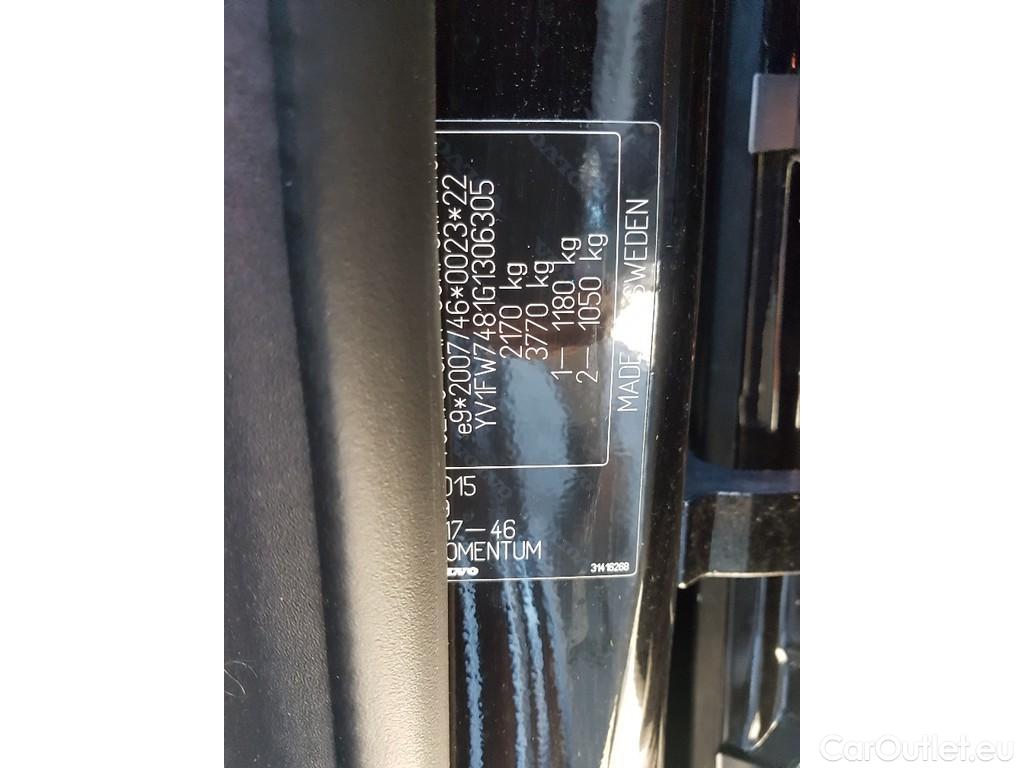 e9*2007/46*0023*22
YV1FW7481G1306305
2170 kg
3770 kg
1— 1180 kg
2— 1050 kg
MADE SWEDEN
015
17—46
OMENTUM
31416268
CarOutlet.eu